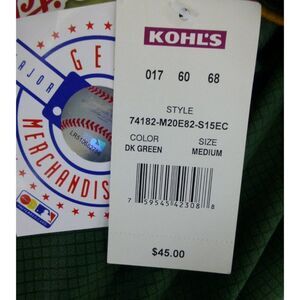 KOHL'S
017 60 68
STYLE
74182-M20E82-S15EC
COLOR SIZE
DK GREEN MEDIUM
7 59545 42308 8
$45.00
GE
MAJOR
MERCHANDIS